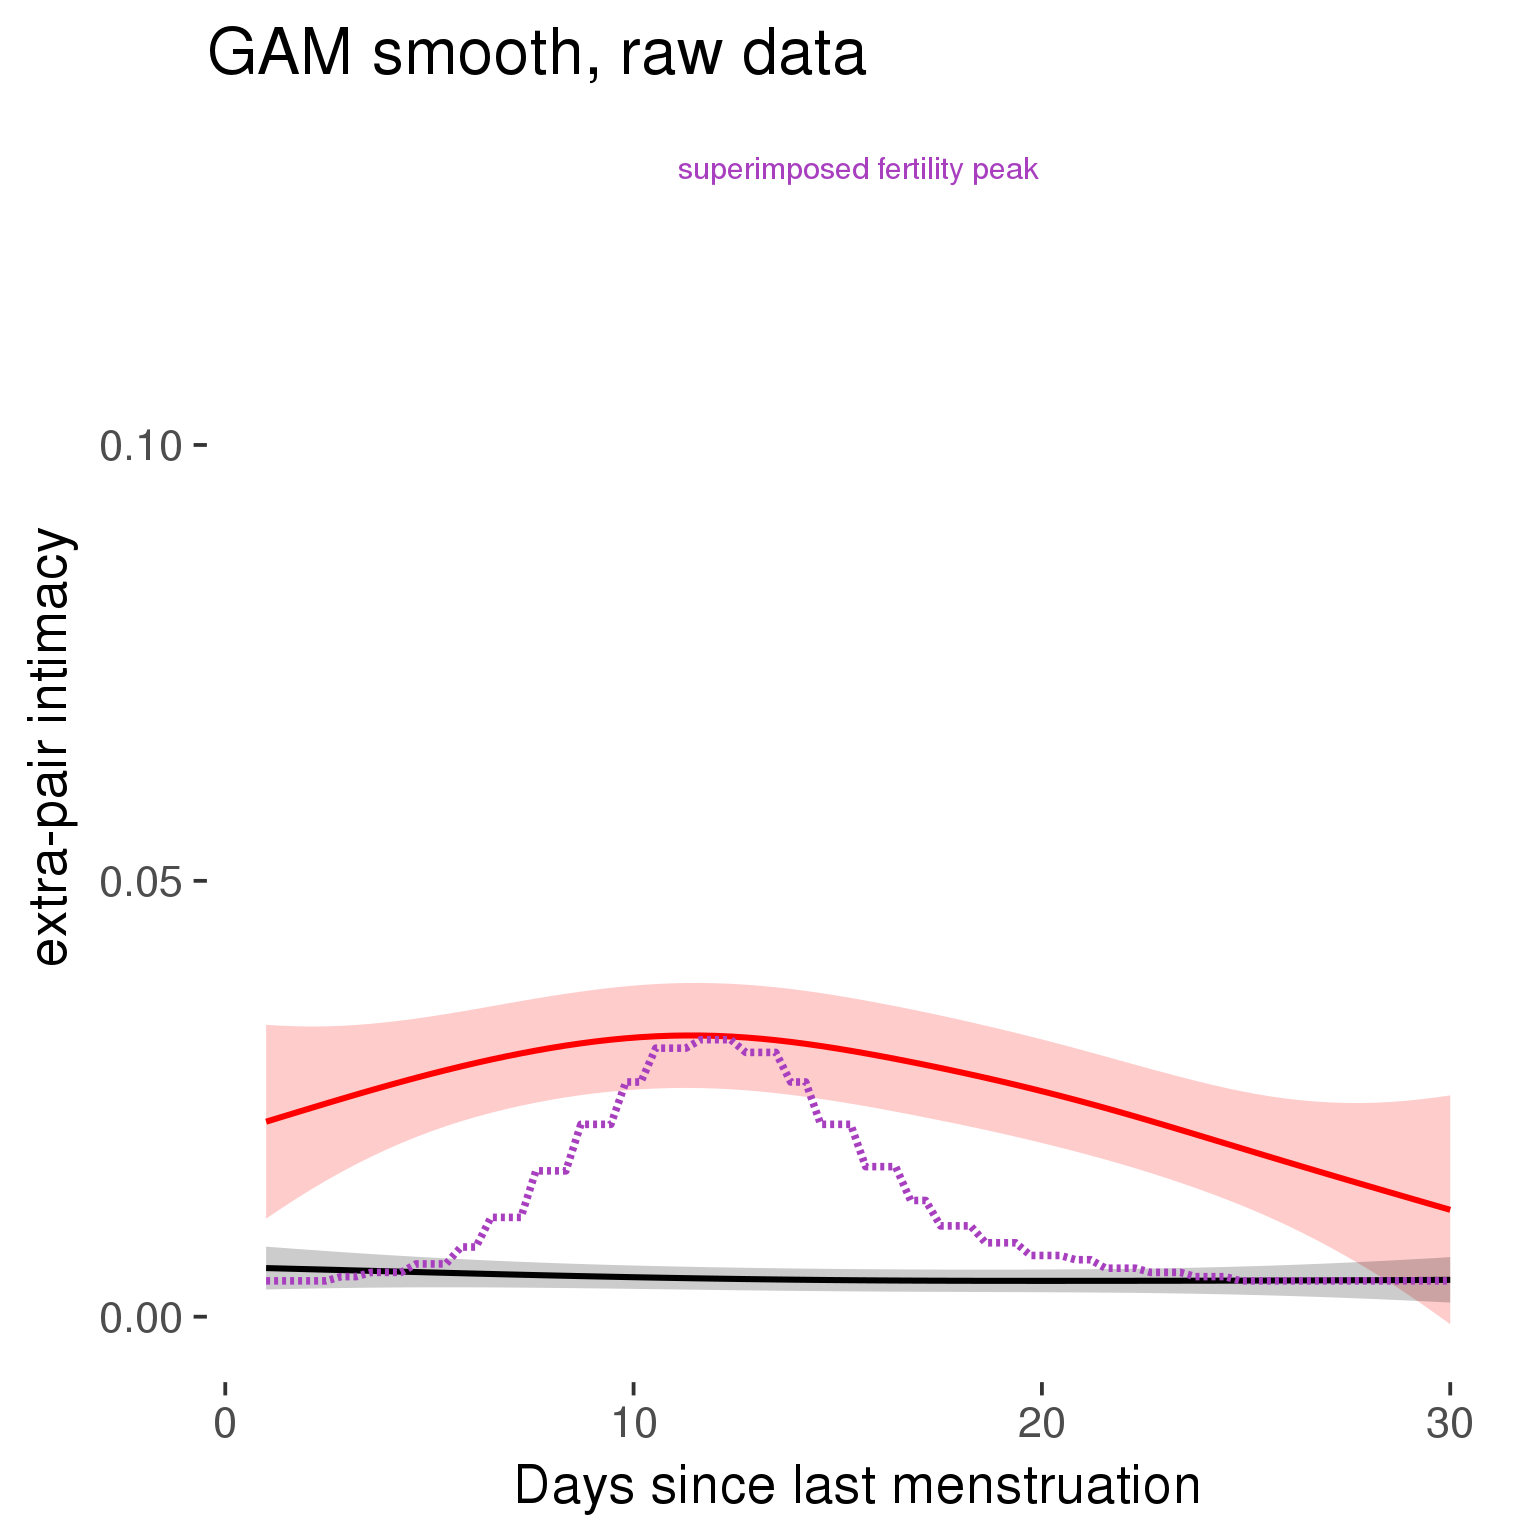 GAM smooth, raw data
superimposed fertility peak
0.10
0.05
0.00
extra-pair intimacy
0 10 20 30
Days since last menstruation